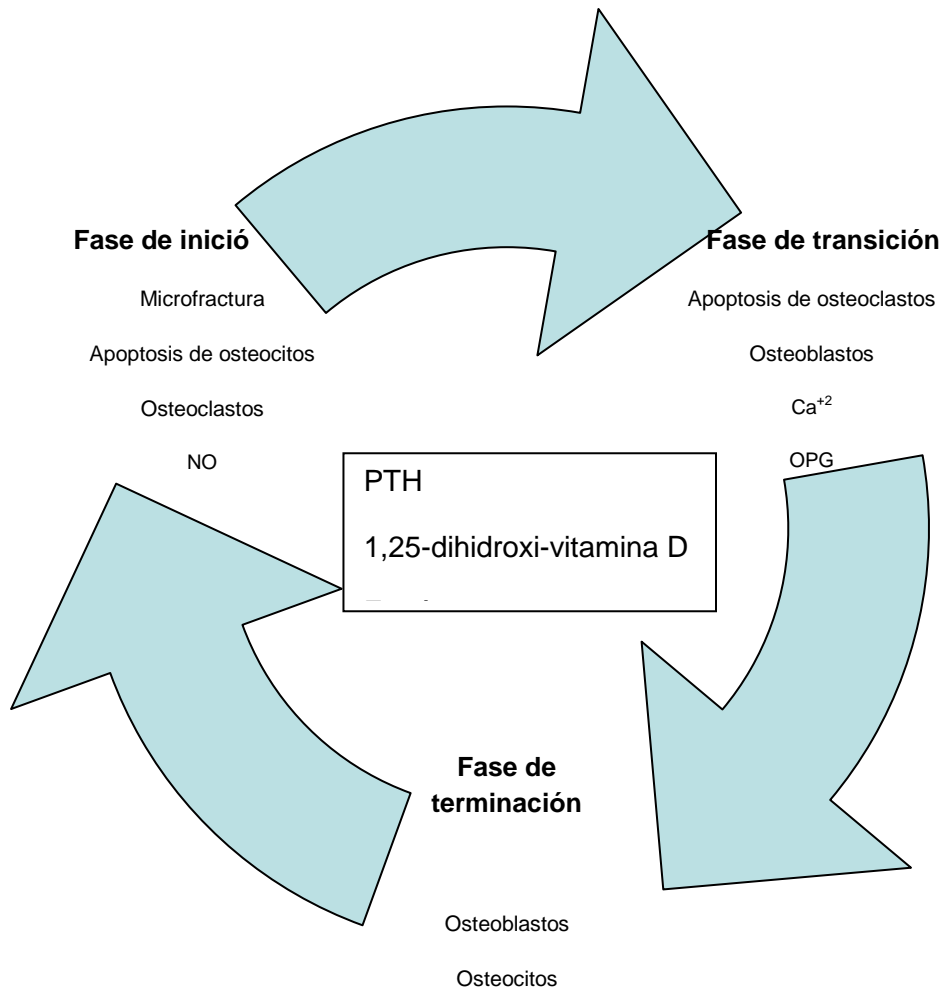 Fase de inició
Microfractura
Apoptosis de osteocitos
Osteoclastos
NO
Fase de transición
Apoptosis de osteoclastos
Osteoblastos
Ca+2
OPG
PTH
1,25-dihidroxi-vitamina D
Fase de
terminación
Osteoblastos
Osteocitos